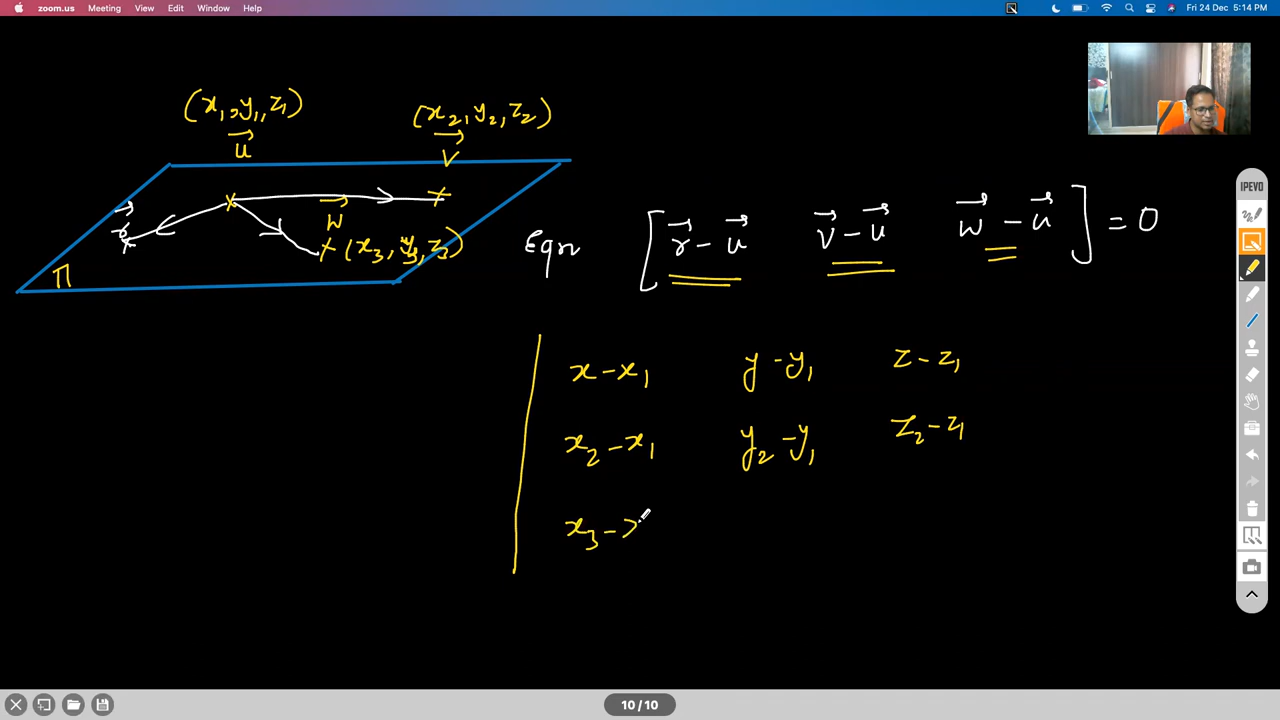 zoom.us Meeting View Edit Window Help Fri 24 Dec 5:14 PM
(x₁,y₁,z₁) (x₂,y₂,z₂)
u⃗ v⃗
r⃗ w⃗
(x₃,y₃,z₃)
π
Eqn [r⃗-u⃗ v⃗-u⃗ w⃗-u⃗] = 0
IPEVO
x-x₁ y-y₁ z-z₁
x₂-x₁ y₂-y₁ z₂-z₁
x₃-
10/10